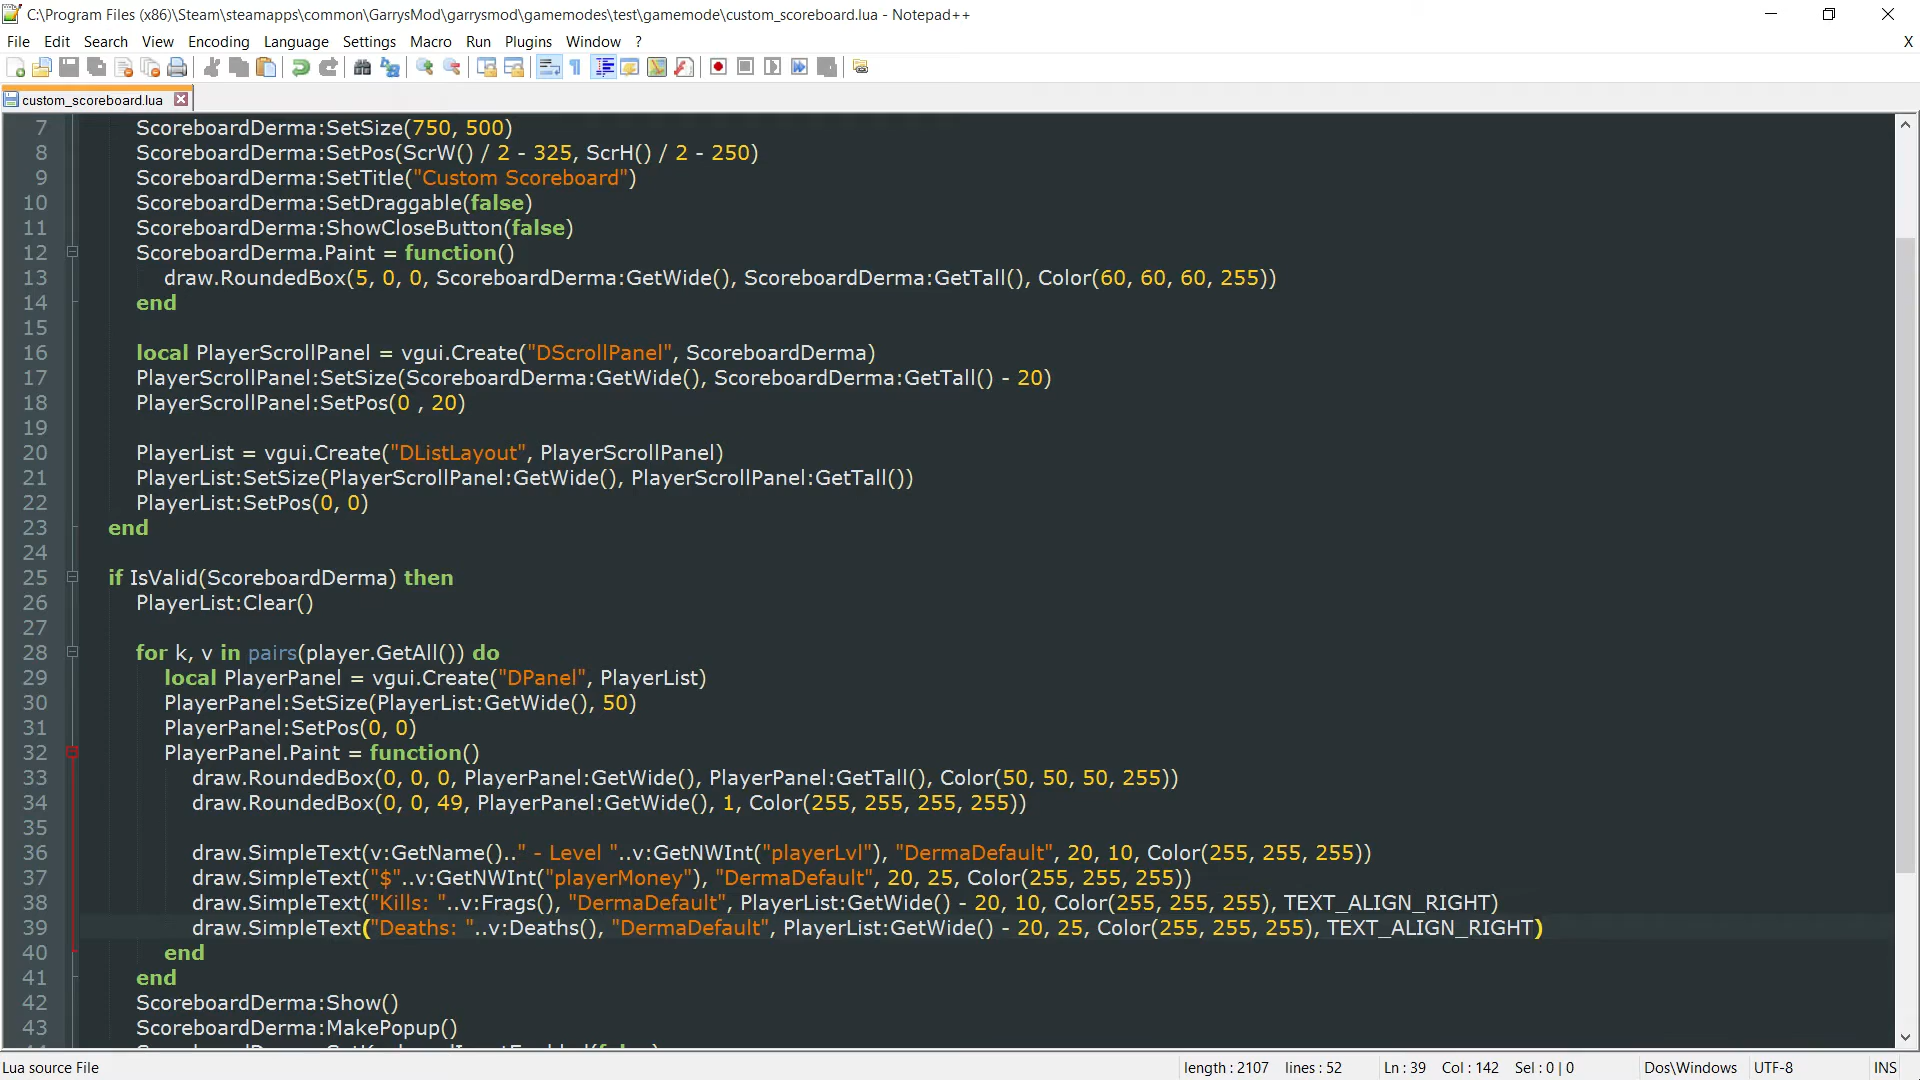 C:\Program Files (x86)\Steam\steamapps\common\GarrysMod\garrysmod\gamemodes\test\gamemode\custom_scoreboard.lua - Notepad++
File Edit Search View Encoding Language Settings Macro Run Plugins Window ? X
custom_scoreboard.lua
7 ScoreboardDerma:SetSize(750, 500)
8 ScoreboardDerma:SetPos(ScrW() / 2 - 325, ScrH() / 2 - 250)
9 ScoreboardDerma:SetTitle("Custom Scoreboard")
10 ScoreboardDerma:SetDraggable(false)
11 ScoreboardDerma:ShowCloseButton(false)
12 ScoreboardDerma.Paint = function()
13 draw.RoundedBox(5, 0, 0, ScoreboardDerma:GetWide(), ScoreboardDerma:GetTall(), Color(60, 60, 60, 255))
14 end
15
16 local PlayerScrollPanel = vgui.Create("DScrollPanel", ScoreboardDerma)
17 PlayerScrollPanel:SetSize(ScoreboardDerma:GetWide(), ScoreboardDerma:GetTall() - 20)
18 PlayerScrollPanel:SetPos(0 , 20)
19
20 PlayerList = vgui.Create("DListLayout", PlayerScrollPanel)
21 PlayerList:SetSize(PlayerScrollPanel:GetWide(), PlayerScrollPanel:GetTall())
22 PlayerList:SetPos(0, 0)
23 end
24
25 if IsValid(ScoreboardDerma) then
26 PlayerList:Clear()
27
28 for k, v in pairs(player.GetAll()) do
29 local PlayerPanel = vgui.Create("DPanel", PlayerList)
30 PlayerPanel:SetSize(PlayerList:GetWide(), 50)
31 PlayerPanel:SetPos(0, 0)
32 PlayerPanel.Paint = function()
33 draw.RoundedBox(0, 0, 0, PlayerPanel:GetWide(), PlayerPanel:GetTall(), Color(50, 50, 50, 255))
34 draw.RoundedBox(0, 0, 49, PlayerPanel:GetWide(), 1, Color(255, 255, 255, 255))
35
36 draw.SimpleText(v:GetName().." - Level "..v:GetNWInt("playerLvl"), "DermaDefault", 20, 10, Color(255, 255, 255))
37 draw.SimpleText("$"..v:GetNWInt("playerMoney"), "DermaDefault", 20, 25, Color(255, 255, 255))
38 draw.SimpleText("Kills: "..v:Frags(), "DermaDefault", PlayerList:GetWide() - 20, 10, Color(255, 255, 255), TEXT_ALIGN_RIGHT)
39 draw.SimpleText("Deaths: "..v:Deaths(), "DermaDefault", PlayerList:GetWide() - 20, 25, Color(255, 255, 255), TEXT_ALIGN_RIGHT)
40 end
41 end
42 ScoreboardDerma:Show()
43 ScoreboardDerma:MakePopup()
Lua source File length : 2107 lines : 52 Ln : 39 Col : 142 Sel : 0 | 0 Dos\Windows UTF-8 INS